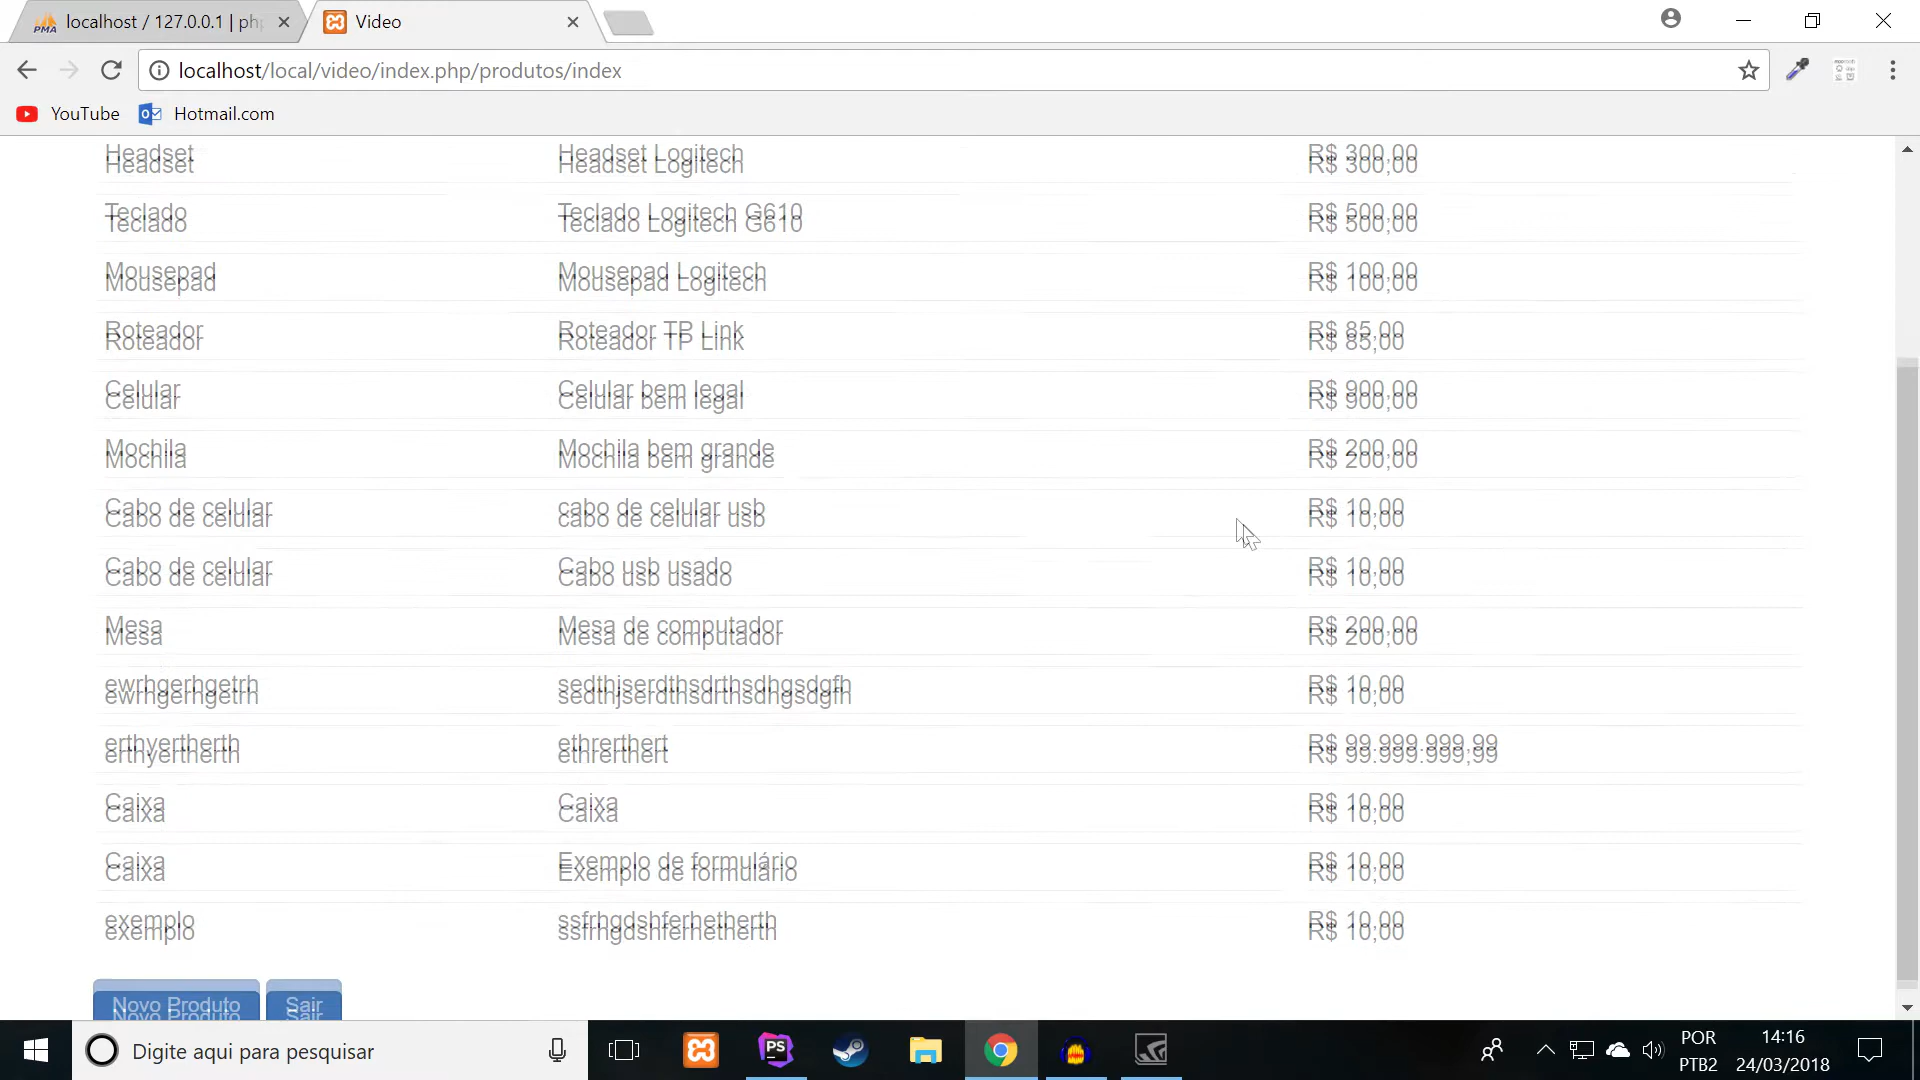 localhost / 127.0.0.1 | php
Video
localhost/local/video/index.php/produtos/index
YouTube
Hotmail.com
Headset Headset Logitech R$ 300,00
Teclado Teclado Logitech G610 R$ 500,00
Mousepad Mousepad Logitech R$ 100,00
Roteador Roteador TP Link R$ 85,00
Celular Celular bem legal R$ 900,00
Mochila Mochila bem grande R$ 200,00
Cabo de celular cabo de celular usb R$ 10,00
Cabo de celular Cabo usb usado R$ 10,00
Mesa Mesa de computador R$ 200,00
ewrhgerhgetrh sedthjserdthsdrthsdhgsdgfh R$ 10,00
erthyertherth ethrerthert R$ 99.999.999,99
Caixa Caixa R$ 10,00
Caixa Exemplo de formulário R$ 10,00
exemplo ssfrhgdshferhetherth R$ 10,00
Novo Produto Sair
Digite aqui para pesquisar
POR
PTB2
14:16
24/03/2018